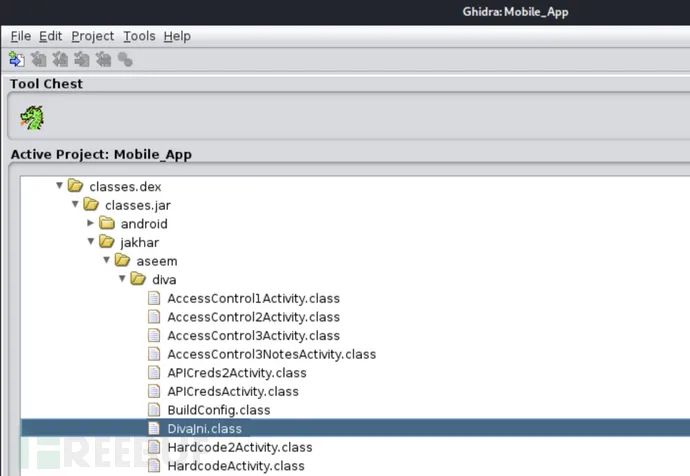 Ghidra: Mobile_App
File Edit Project Tools Help
Tool Chest
Active Project: Mobile_App
classes.dex
classes.jar
android
jakhar
aseem
diva
AccessControl1Activity.class
AccessControl2Activity.class
AccessControl3Activity.class
AccessControl3NotesActivity.class
APICreds2Activity.class
APICredsActivity.class
BuildConfig.class
DivaJni.class
Hardcode2Activity.class
HardcodeActivity.class
FREEBUF